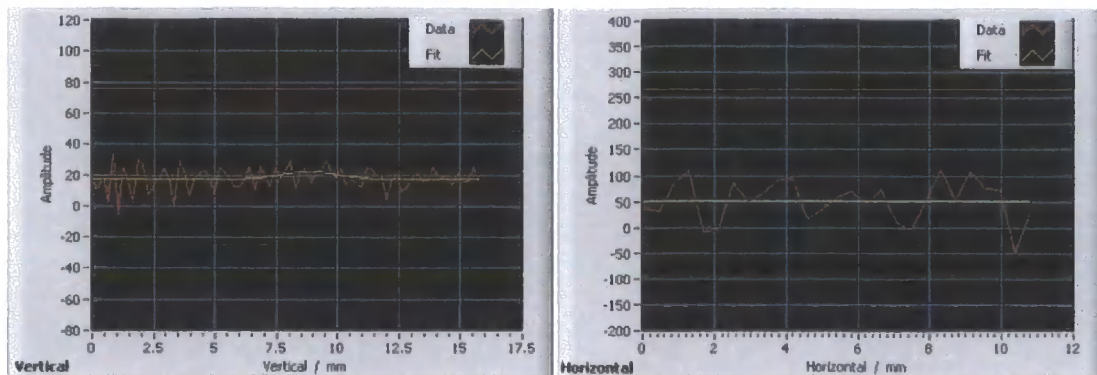 120
100
80
60
40
20
0
-20
-40
-60
-80
Amplitude
Data
Fit
0 2.5 5 7.5 10 12.5 15 17.5
Vertical Vertical / mm
400
350
300
250
200
150
100
50
0
-50
-100
-150
-200
Amplitude
Data
Fit
0 2 4 6 8 10 12
Horizontal Horizontal / mm